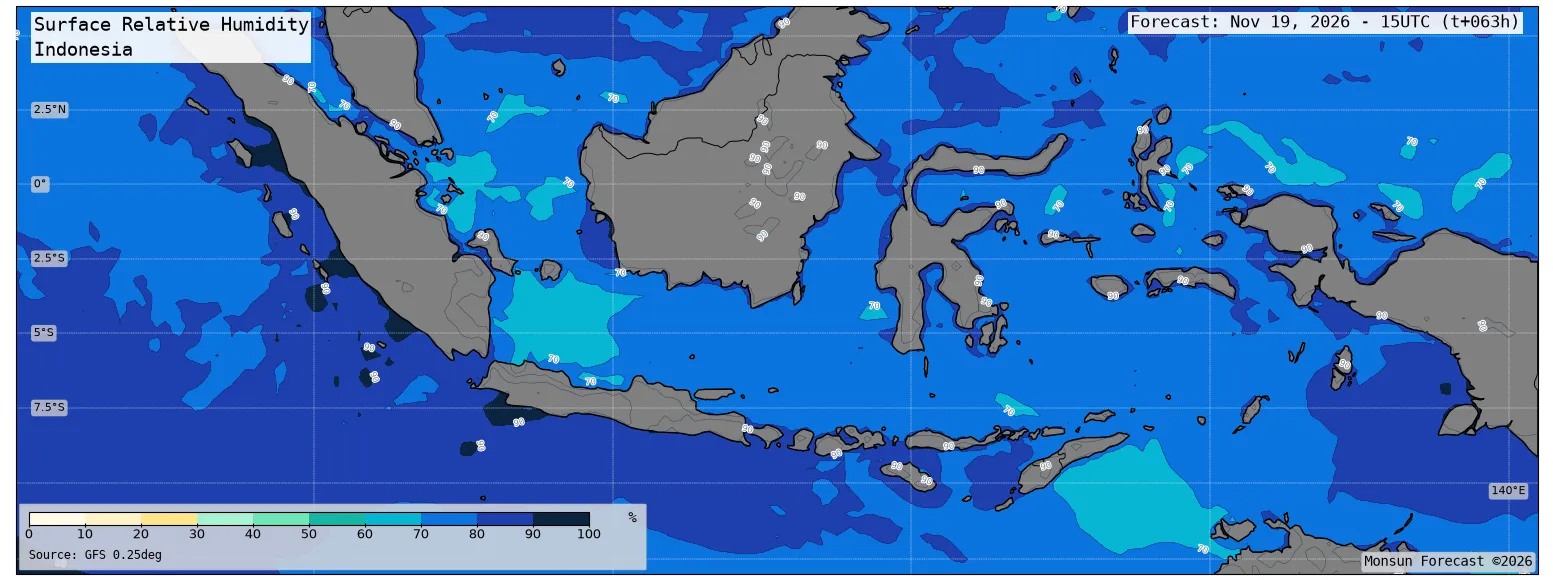 Surface Relative Humidity
Indonesia
Forecast: Nov 19, 2026 - 15UTC (t+063h)
2.5°N
0°
2.5°S
5°S
7.5°S
140°E
0 10 20 30 40 50 60 70 80 90 100 %
Source: GFS 0.25deg
Monsun Forecast ©2026